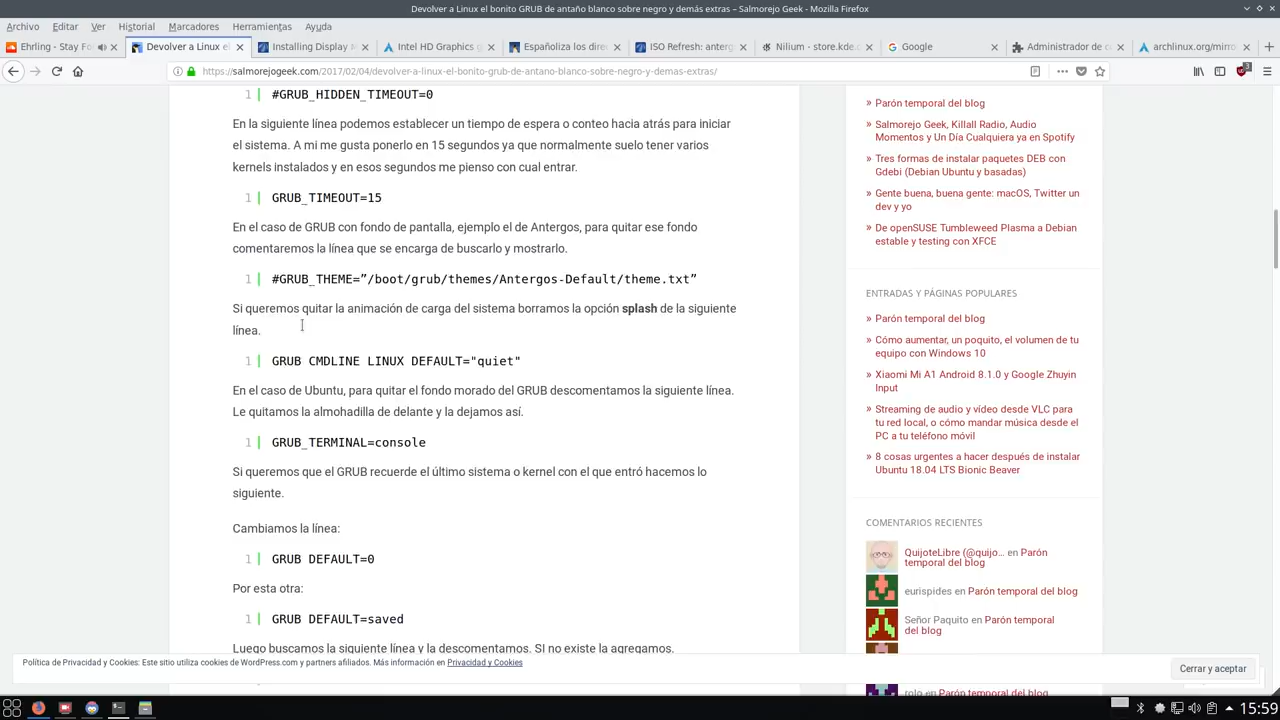 Devolver a Linux el bonito GRUB de antaño blanco sobre negro y demás extras – Salmorejo Geek - Mozilla Firefox
Archivo Editar Ver Historial Marcadores Herramientas Ayuda
Ehrling - Stay Fo
Devolver a Linux el
Installing Display M
Intel HD Graphics g
Españoliza los dire
ISO Refresh: anterg
Nilium - store.kde.o
Google
Administrador de c
archlinux.org/mirro
https://salmorejogeek.com/2017/02/04/devolver-a-linux-el-bonito-grub-de-antano-blanco-sobre-negro-y-demas-extras/
3
1 #GRUB_HIDDEN_TIMEOUT=0
En la siguiente línea podemos establecer un tiempo de espera o conteo hacia atrás para iniciar
el sistema. A mi me gusta ponerlo en 15 segundos ya que normalmente suelo tener varios
kernels instalados y en esos segundos me pienso con cual entrar.
1 GRUB_TIMEOUT=15
En el caso de GRUB con fondo de pantalla, ejemplo el de Antergos, para quitar ese fondo
comentaremos la línea que se encarga de buscarlo y mostrarlo.
1 #GRUB_THEME=”/boot/grub/themes/Antergos-Default/theme.txt”
Si queremos quitar la animación de carga del sistema borramos la opción splash de la siguiente
línea.
1 GRUB CMDLINE LINUX DEFAULT="quiet"
En el caso de Ubuntu, para quitar el fondo morado del GRUB descomentamos la siguiente línea.
Le quitamos la almohadilla de delante y la dejamos así.
1 GRUB_TERMINAL=console
Si queremos que el GRUB recuerde el último sistema o kernel con el que entró hacemos lo
siguiente.
Cambiamos la línea:
1 GRUB DEFAULT=0
Por esta otra:
1 GRUB DEFAULT=saved
Luego buscamos la siguiente línea y la descomentamos. SI no existe la agregamos.
» Parón temporal del blog
» Salmorejo Geek, Killall Radio, Audio
Momentos y Un Día Cualquiera ya en Spotify
» Tres formas de instalar paquetes DEB con
Gdebi (Debian Ubuntu y basadas)
» Gente buena, buena gente: macOS, Twitter un
dev y yo
» De openSUSE Tumbleweed Plasma a Debian
estable y testing con XFCE
ENTRADAS Y PÁGINAS POPULARES
» Parón temporal del blog
» Cómo aumentar, un poquito, el volumen de tu
equipo con Windows 10
» Xiaomi Mi A1 Android 8.1.0 y Google Zhuyin
Input
» Streaming de audio y vídeo desde VLC para
tu red local, o cómo mandar música desde el
PC a tu teléfono móvil
» 8 cosas urgentes a hacer después de instalar
Ubuntu 18.04 LTS Bionic Beaver
COMENTARIOS RECIENTES
QuijoteLibre (@quijo... en Parón
temporal del blog
eurispides en Parón temporal del blog
Señor Paquito en Parón temporal
del blog
rolo en Parón temporal del blog
Política de Privacidad y Cookies: Este sitio utiliza cookies de WordPress.com y partners afiliados. Más información en Privacidad y Cookies
Cerrar y aceptar
15:59